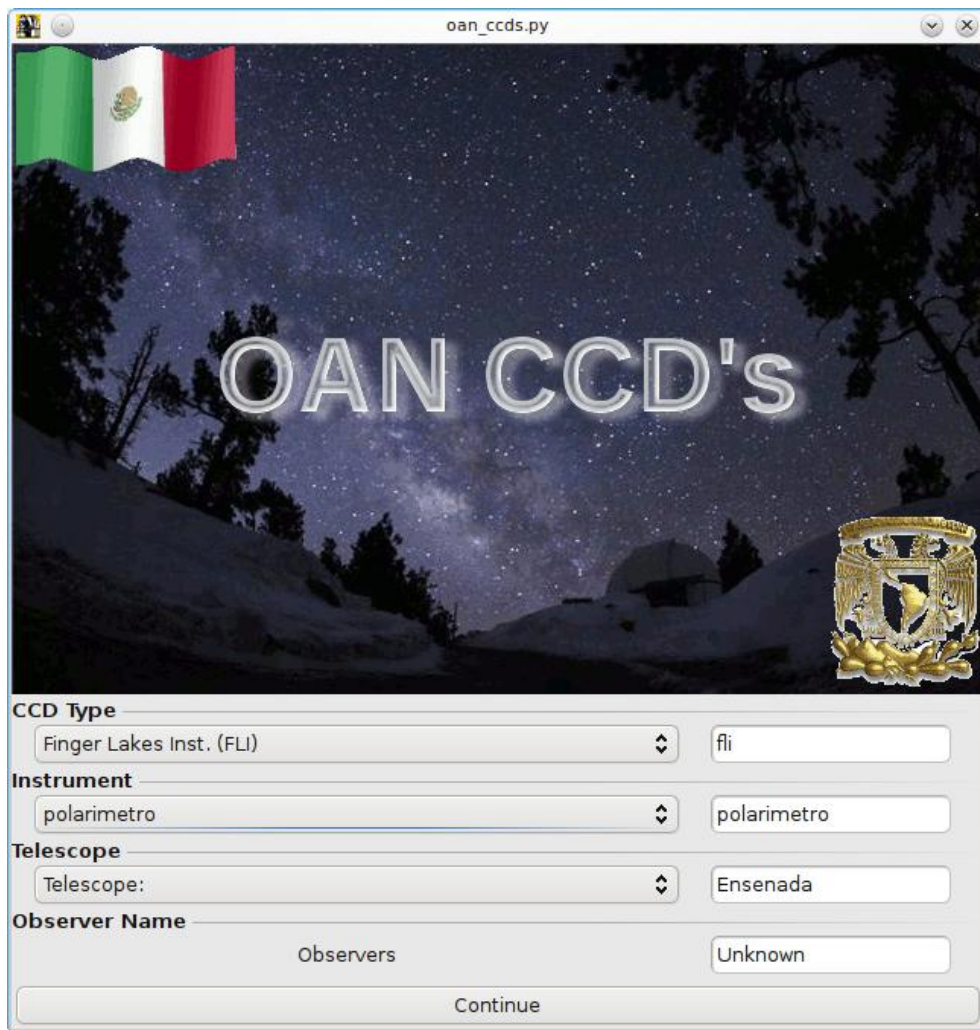 oan_ccds.py
OAN CCD's
CCD Type
Finger Lakes Inst. (FLI) fli
Instrument
polarimetro polarimetro
Telescope
Telescope: Ensenada
Observer Name
Observers Unknown
Continue